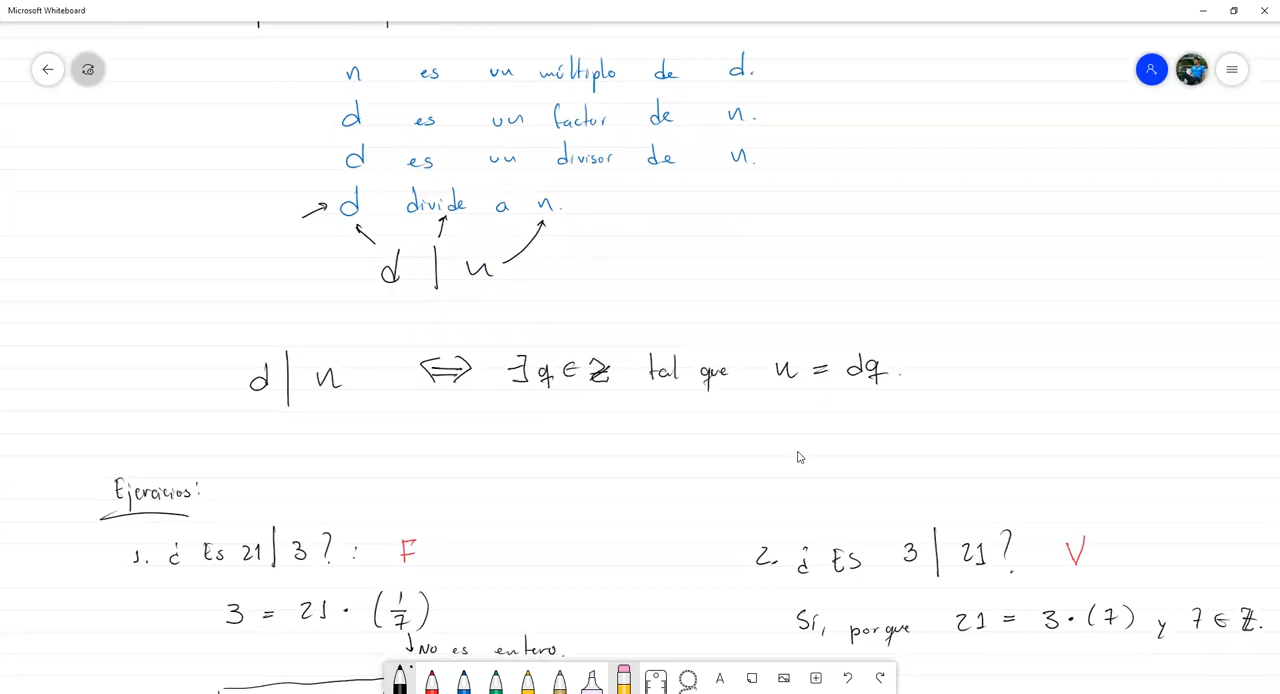 Microsoft Whiteboard
n es un múltiplo de d.
d es un factor de n.
d es un divisor de n.
d divide a n.
d | n
d | n ⟺ ∃ q ∈ ℤ tal que n = dq.
Ejercicios:
1. ¿Es 21 | 3? : F
3 = 21 · (1/7)
↓ No es entero.
2. ¿Es 3 | 21? V
Sí, porque 21 = 3 · (7) y 7 ∈ ℤ.